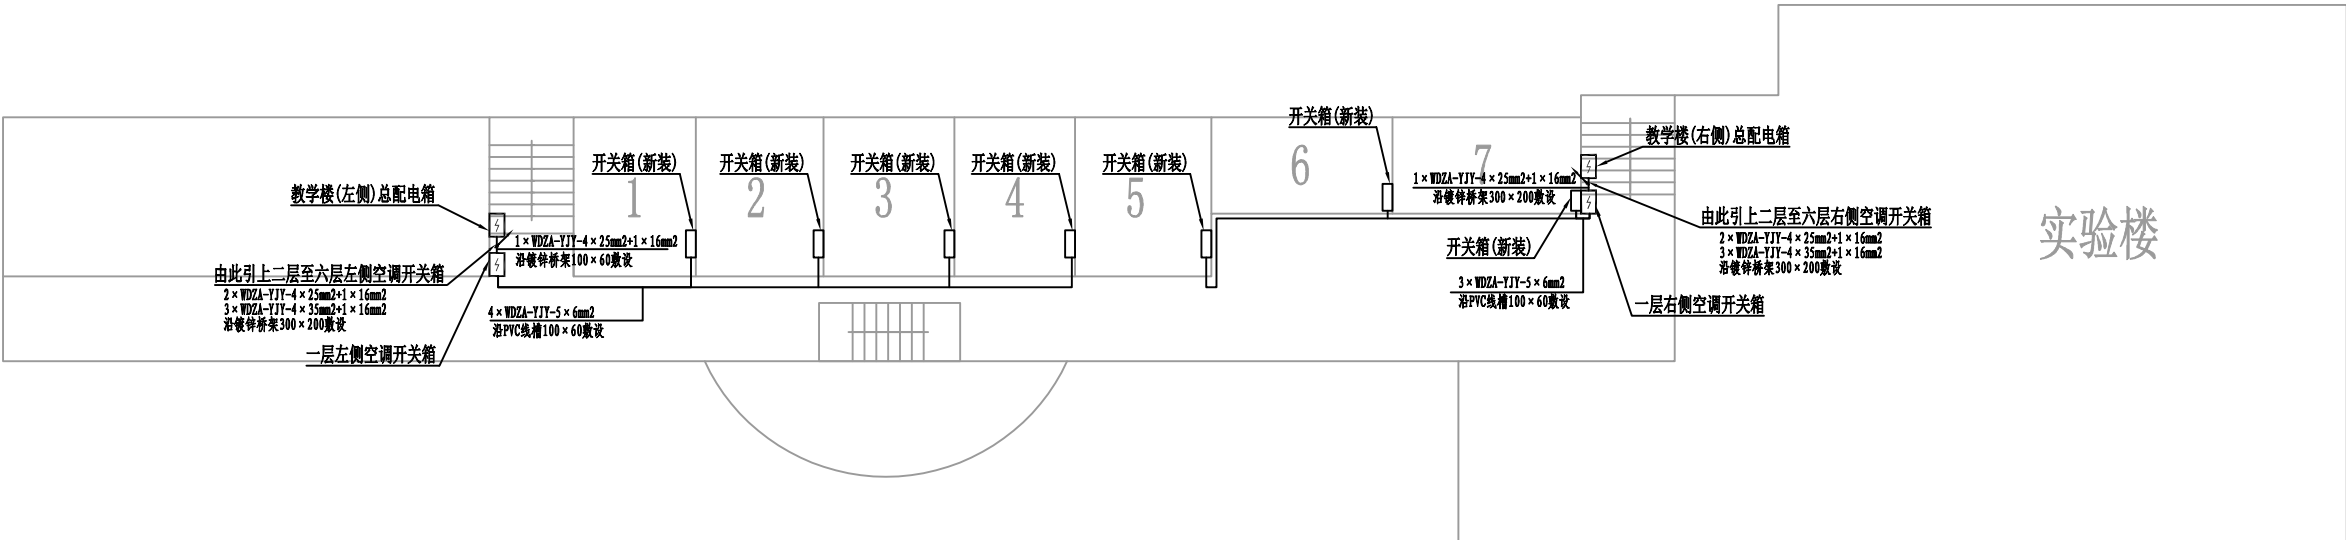 开关箱(新装)
教学楼(右侧)总配电箱
开关箱(新装)
开关箱(新装)
开关箱(新装)
开关箱(新装)
开关箱(新装)
1
2
3
4
5
6
7
1×WDZA-YJY-4×25mm2+1×16mm2
沿镀锌桥架300×200敷设
教学楼(左侧)总配电箱
1×WDZA-YJY-4×25mm2+1×16mm2
沿镀锌桥架100×60敷设
由此引上二层至六层左侧空调开关箱
2×WDZA-YJY-4×25mm2+1×16mm2
3×WDZA-YJY-4×35mm2+1×16mm2
沿镀锌桥架300×200敷设
一层左侧空调开关箱
4×WDZA-YJY-5×6mm2
沿PVC线槽100×60敷设
由此引上二层至六层右侧空调开关箱
2×WDZA-YJY-4×25mm2+1×16mm2
3×WDZA-YJY-4×35mm2+1×16mm2
沿镀锌桥架300×200敷设
开关箱(新装)
3×WDZA-YJY-5×6mm2
沿PVC线槽100×60敷设
一层右侧空调开关箱
实验楼